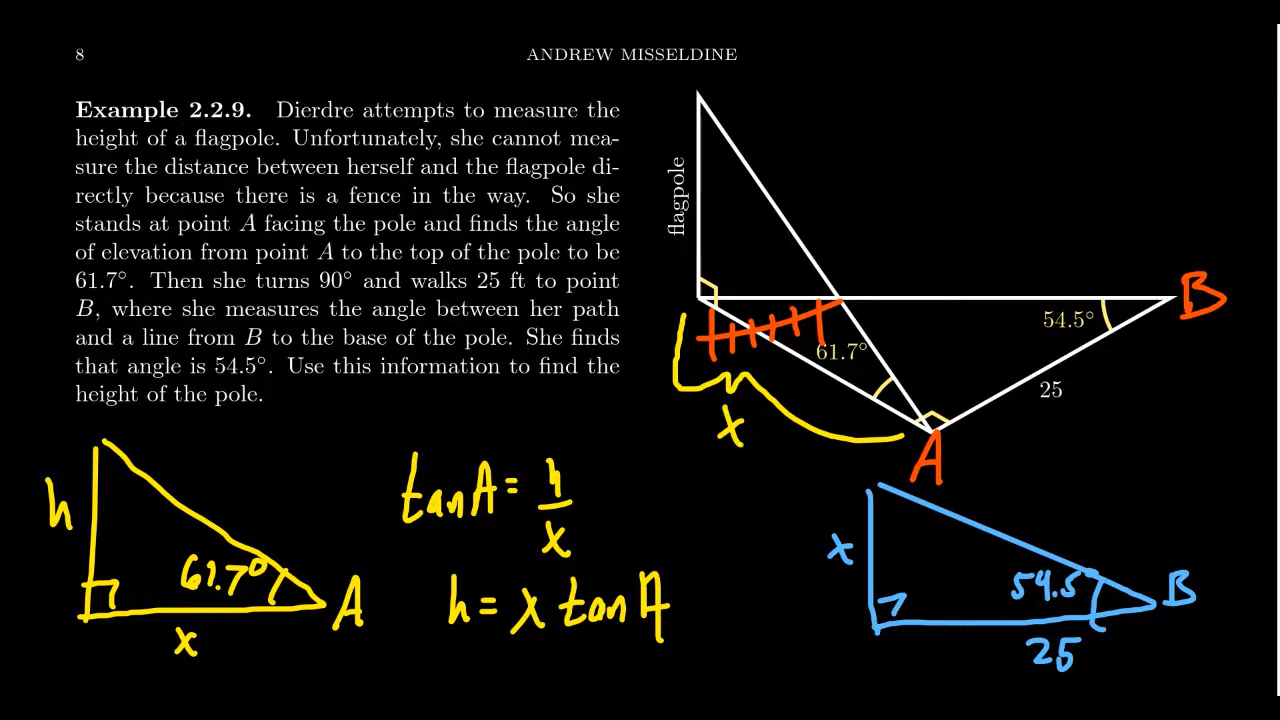 8
ANDREW MISSELDINE
Example 2.2.9. Dierdre attempts to measure the
height of a flagpole. Unfortunately, she cannot mea-
sure the distance between herself and the flagpole di-
rectly because there is a fence in the way. So she
stands at point A facing the pole and finds the angle
of elevation from point A to the top of the pole to be
61.7°. Then she turns 90° and walks 25 ft to point
B, where she measures the angle between her path
and a line from B to the base of the pole. She finds
that angle is 54.5°. Use this information to find the
height of the pole.
flagpole
B
54.5°
61.7°
25
x
A
h
61.7°
A
x
tan A = h/x
h = x tan A
x
54.5
B
25